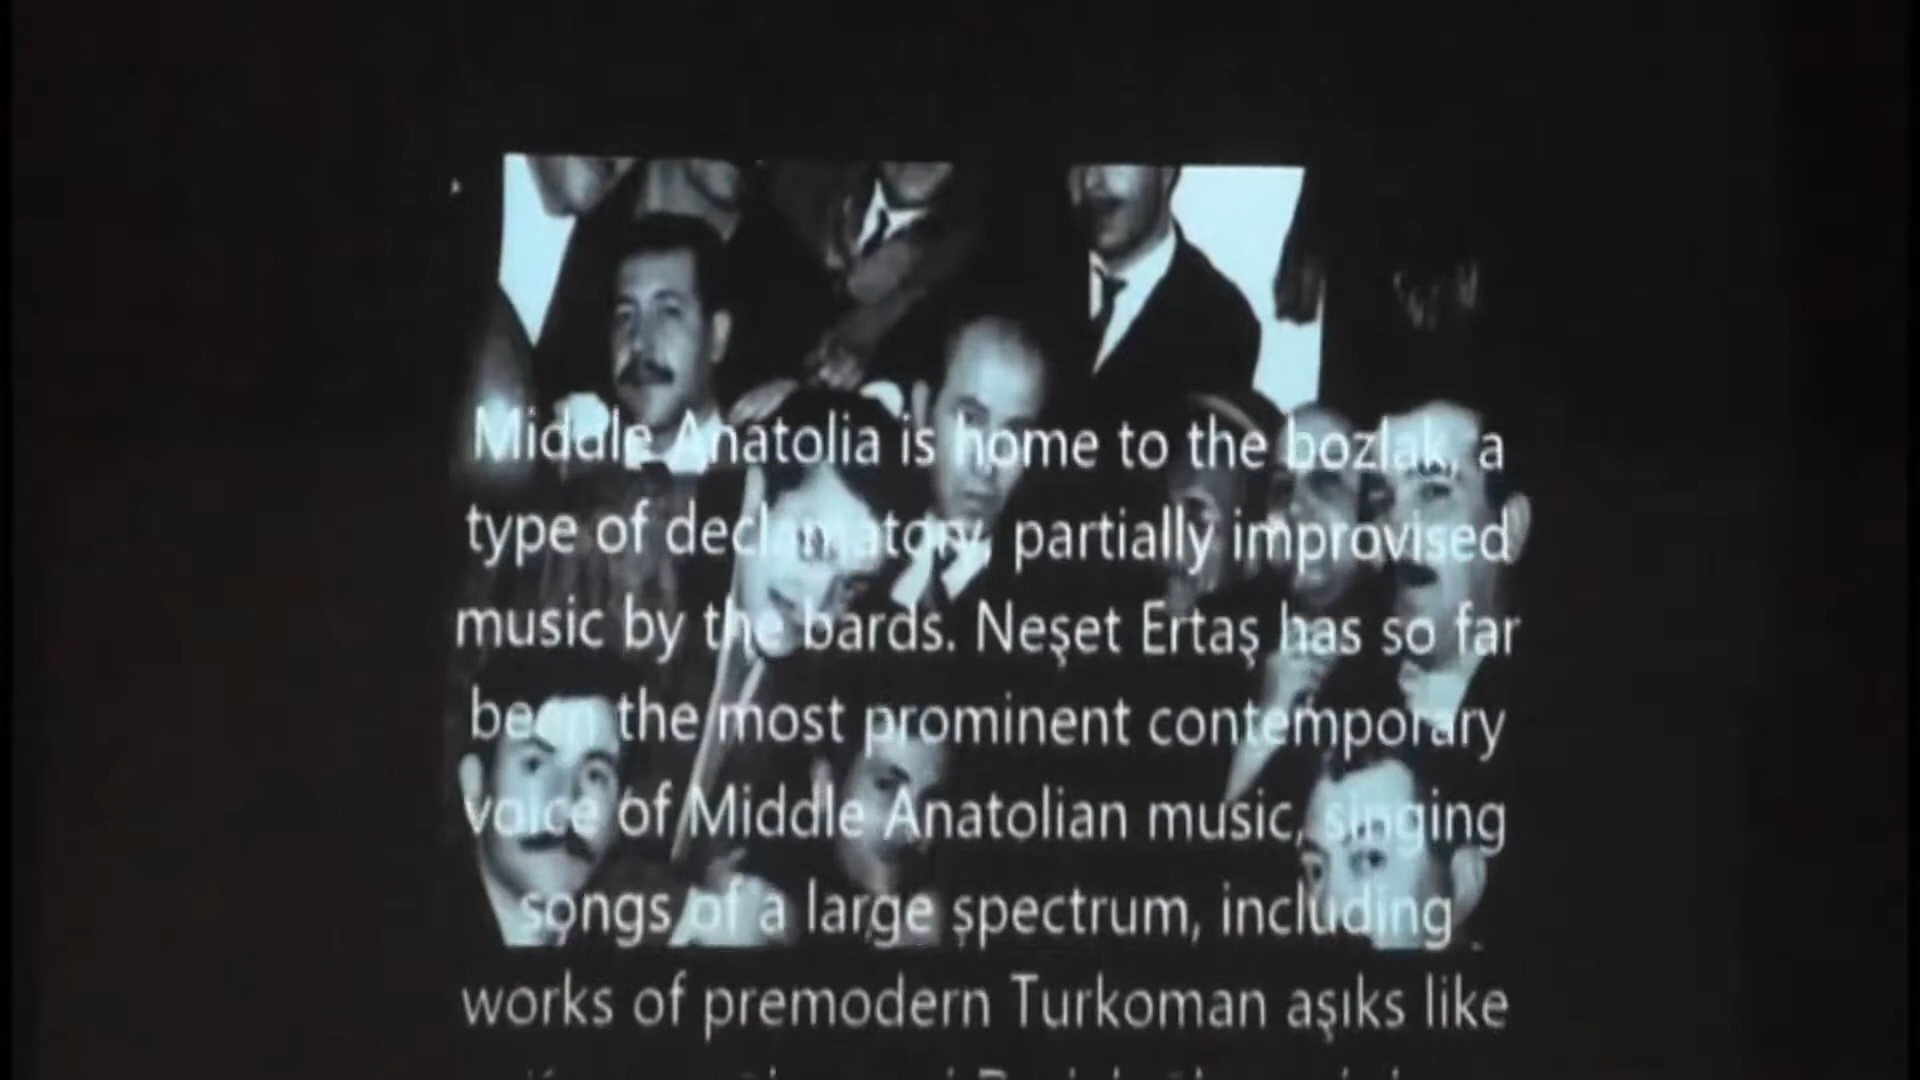 Middle Anatolia is home to the bozlak, a
type of declamatory, partially improvised
music by the bards. Neşet Ertaş has so far
been the most prominent contemporary
voice of Middle Anatolian music, singing
songs of a large spectrum, including
works of premodern Turkoman aşıks like